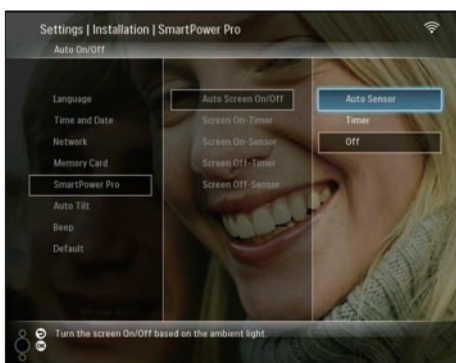 Settings | Installation | SmartPower Pro
Auto On/Off
Language
Time and Date
Network
Memory Card
SmartPower Pro
Auto Tilt
Beep
Default
Auto Screen On/Off
Screen On-Timer
Screen On-Sensor
Screen Off-Timer
Screen Off-Sensor
Auto Sensor
Timer
Off
Turn the screen On/Off based on the ambient light.
OK